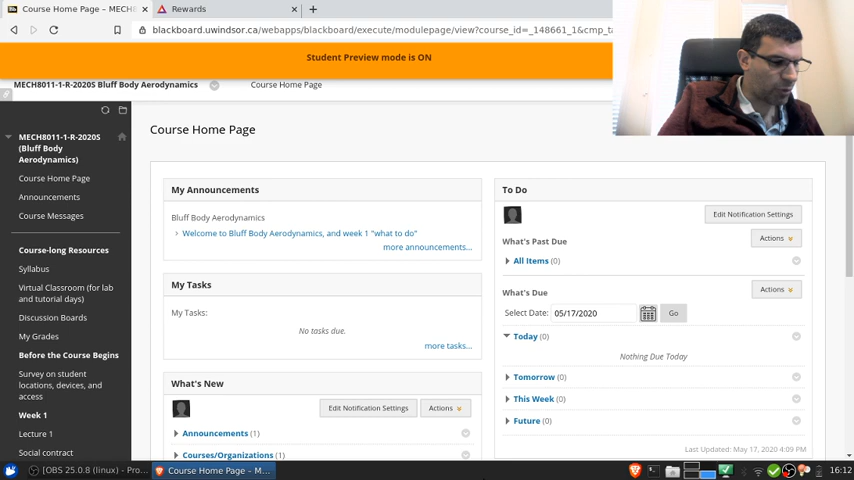 Course Home Page – MECH
Rewards
blackboard.uwindsor.ca/webapps/blackboard/execute/modulepage/view?course_id=_148661_1&cmp_ta
Student Preview mode is ON
MECH8011-1-R-2020S Bluff Body Aerodynamics
Course Home Page
MECH8011-1-R-2020S
(Bluff Body
Aerodynamics)
Course Home Page
Announcements
Course Messages
Course-long Resources
Syllabus
Virtual Classroom (for lab
and tutorial days)
Discussion Boards
My Grades
Before the Course Begins
Survey on student
locations, devices, and
access
Week 1
Lecture 1
Social contract
Course Home Page
My Announcements
Bluff Body Aerodynamics
Welcome to Bluff Body Aerodynamics, and week 1 "what to do"
more announcements...
My Tasks
My Tasks:
No tasks due.
more tasks...
What's New
Edit Notification Settings
Actions
Announcements (1)
Courses/Organizations (1)
To Do
Edit Notification Settings
What's Past Due
Actions
All Items (0)
What's Due
Actions
Select Date: 05/17/2020
Go
Today (0)
Nothing Due Today
Tomorrow (0)
This Week (0)
Future (0)
Last Updated: May 17, 2020 4:09 PM
[OBS 25.0.8 (linux) - Pro...
Course Home Page – M...
16:12